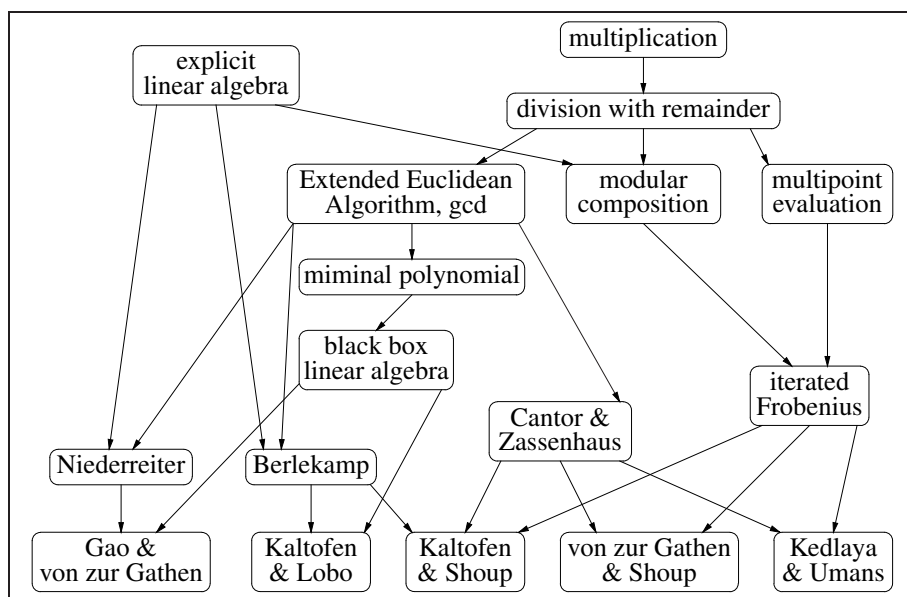 multiplication
explicit
linear algebra
division with remainder
Extended Euclidean
Algorithm, gcd
modular
composition
multipoint
evaluation
miminal polynomial
black box
linear algebra
iterated
Frobenius
Cantor &
Zassenhaus
Niederreiter
Berlekamp
Gao &
von zur Gathen
Kaltofen
& Lobo
Kaltofen
& Shoup
von zur Gathen
& Shoup
Kedlaya
& Umans